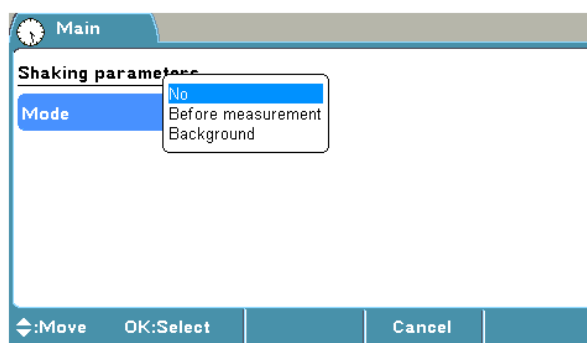 Main
Shaking parameters
No
Mode
Before measurement
Background
:Move OK:Select Cancel